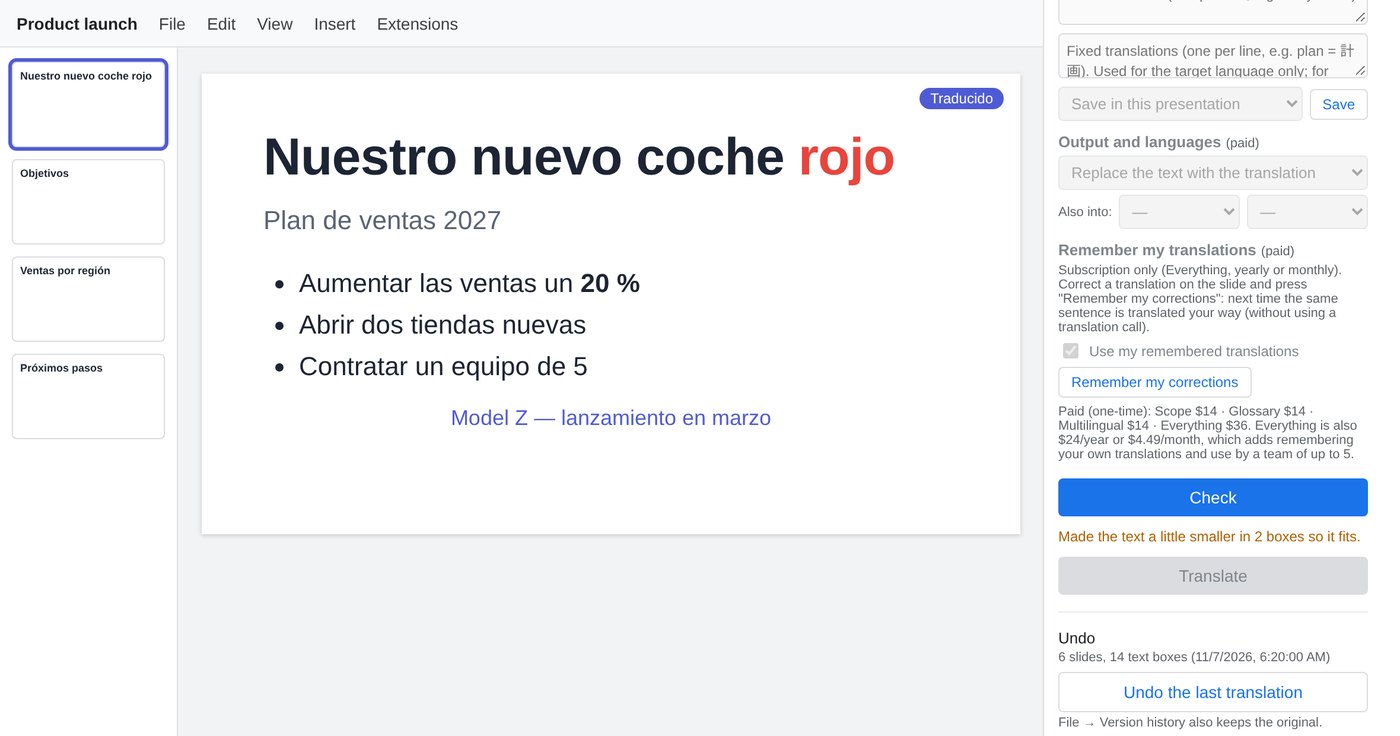 Product launch File Edit View Insert Extensions
Nuestro nuevo coche rojo
Objetivos
Ventas por región
Próximos pasos
Traducido
Nuestro nuevo coche rojo
Plan de ventas 2027
• Aumentar las ventas un 20 %
• Abrir dos tiendas nuevas
• Contratar un equipo de 5
Model Z — lanzamiento en marzo
Fixed translations (one per line, e.g. plan = 計
画). Used for the target language only; for
Save in this presentation
Save
Output and languages (paid)
Replace the text with the translation
Also into: — —
Remember my translations (paid)
Subscription only (Everything, yearly or monthly).
Correct a translation on the slide and press
"Remember my corrections": next time the same
sentence is translated your way (without using a
translation call).
Use my remembered translations
Remember my corrections
Paid (one-time): Scope $14 · Glossary $14 ·
Multilingual $14 · Everything $36. Everything is also
$24/year or $4.49/month, which adds remembering
your own translations and use by a team of up to 5.
Check
Made the text a little smaller in 2 boxes so it fits.
Translate
Undo
6 slides, 14 text boxes (11/7/2026, 6:20:00 AM)
Undo the last translation
File → Version history also keeps the original.